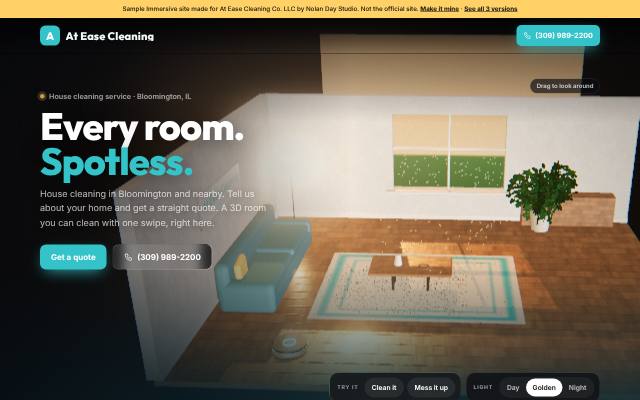 Sample Immersive site made for At Ease Cleaning Co. LLC by Nolan Day Studio. Not the official site. Make it mine · See all 3 versions
A At Ease Cleaning
(309) 989-2200
Drag to look around
House cleaning service · Bloomington, IL
Every room.
Spotless.
House cleaning in Bloomington and nearby. Tell us
about your home and get a straight quote. A 3D room
you can clean with one swipe, right here.
Get a quote
(309) 989-2200
TRY IT Clean it Mess it up
LIGHT Day Golden Night